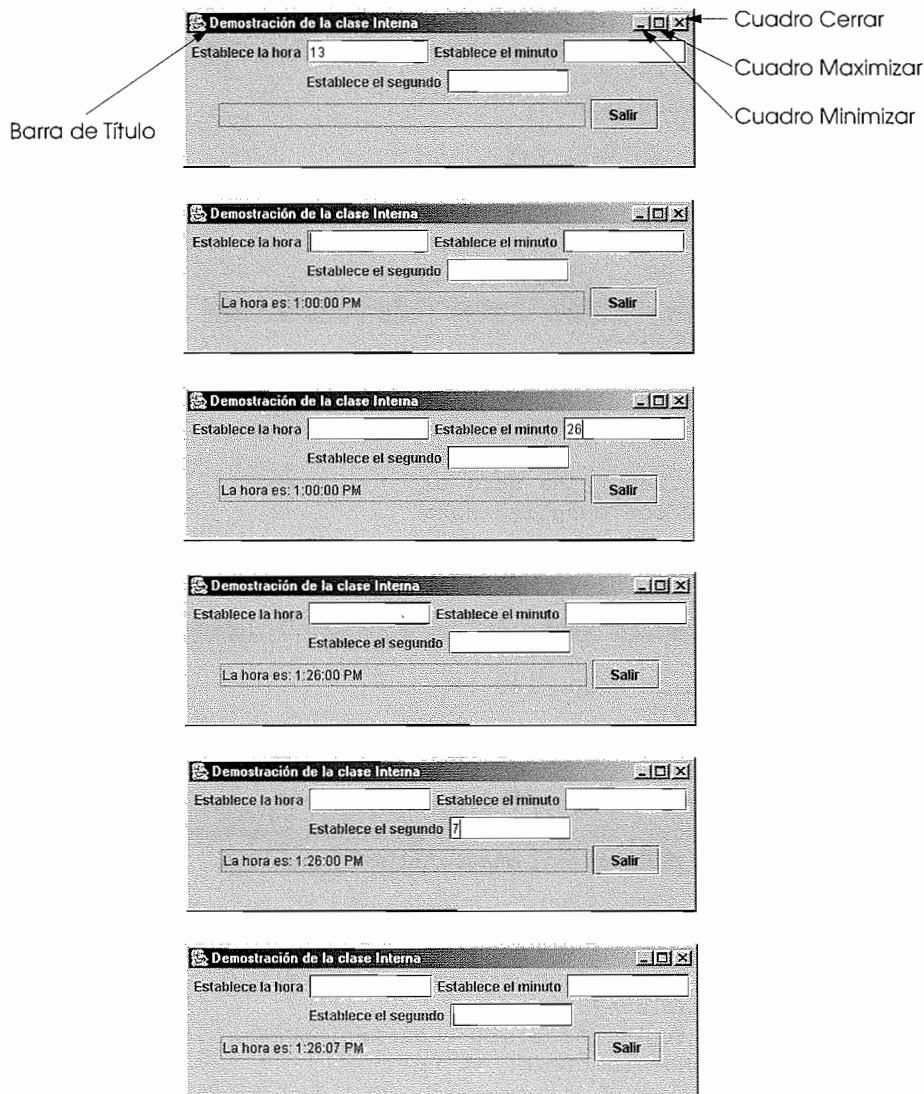 Demostración de la clase Interna
Cuadro Cerrar
Establece la hora 13 Establece el minuto
Cuadro Maximizar
Establece el segundo
Cuadro Minimizar
Salir
Barra de Título
Demostración de la clase Interna
Establece la hora Establece el minuto
Establece el segundo
La hora es: 1:00:00 PM Salir
Demostración de la clase Interna
Establece la hora Establece el minuto 26
Establece el segundo
La hora es: 1:00:00 PM Salir
Demostración de la clase Interna
Establece la hora Establece el minuto
Establece el segundo
La hora es: 1:26:00 PM Salir
Demostración de la clase Interna
Establece la hora Establece el minuto
Establece el segundo 7
La hora es: 1:26:00 PM Salir
Demostración de la clase Interna
Establece la hora Establece el minuto
Establece el segundo
La hora es: 1:26:07 PM Salir